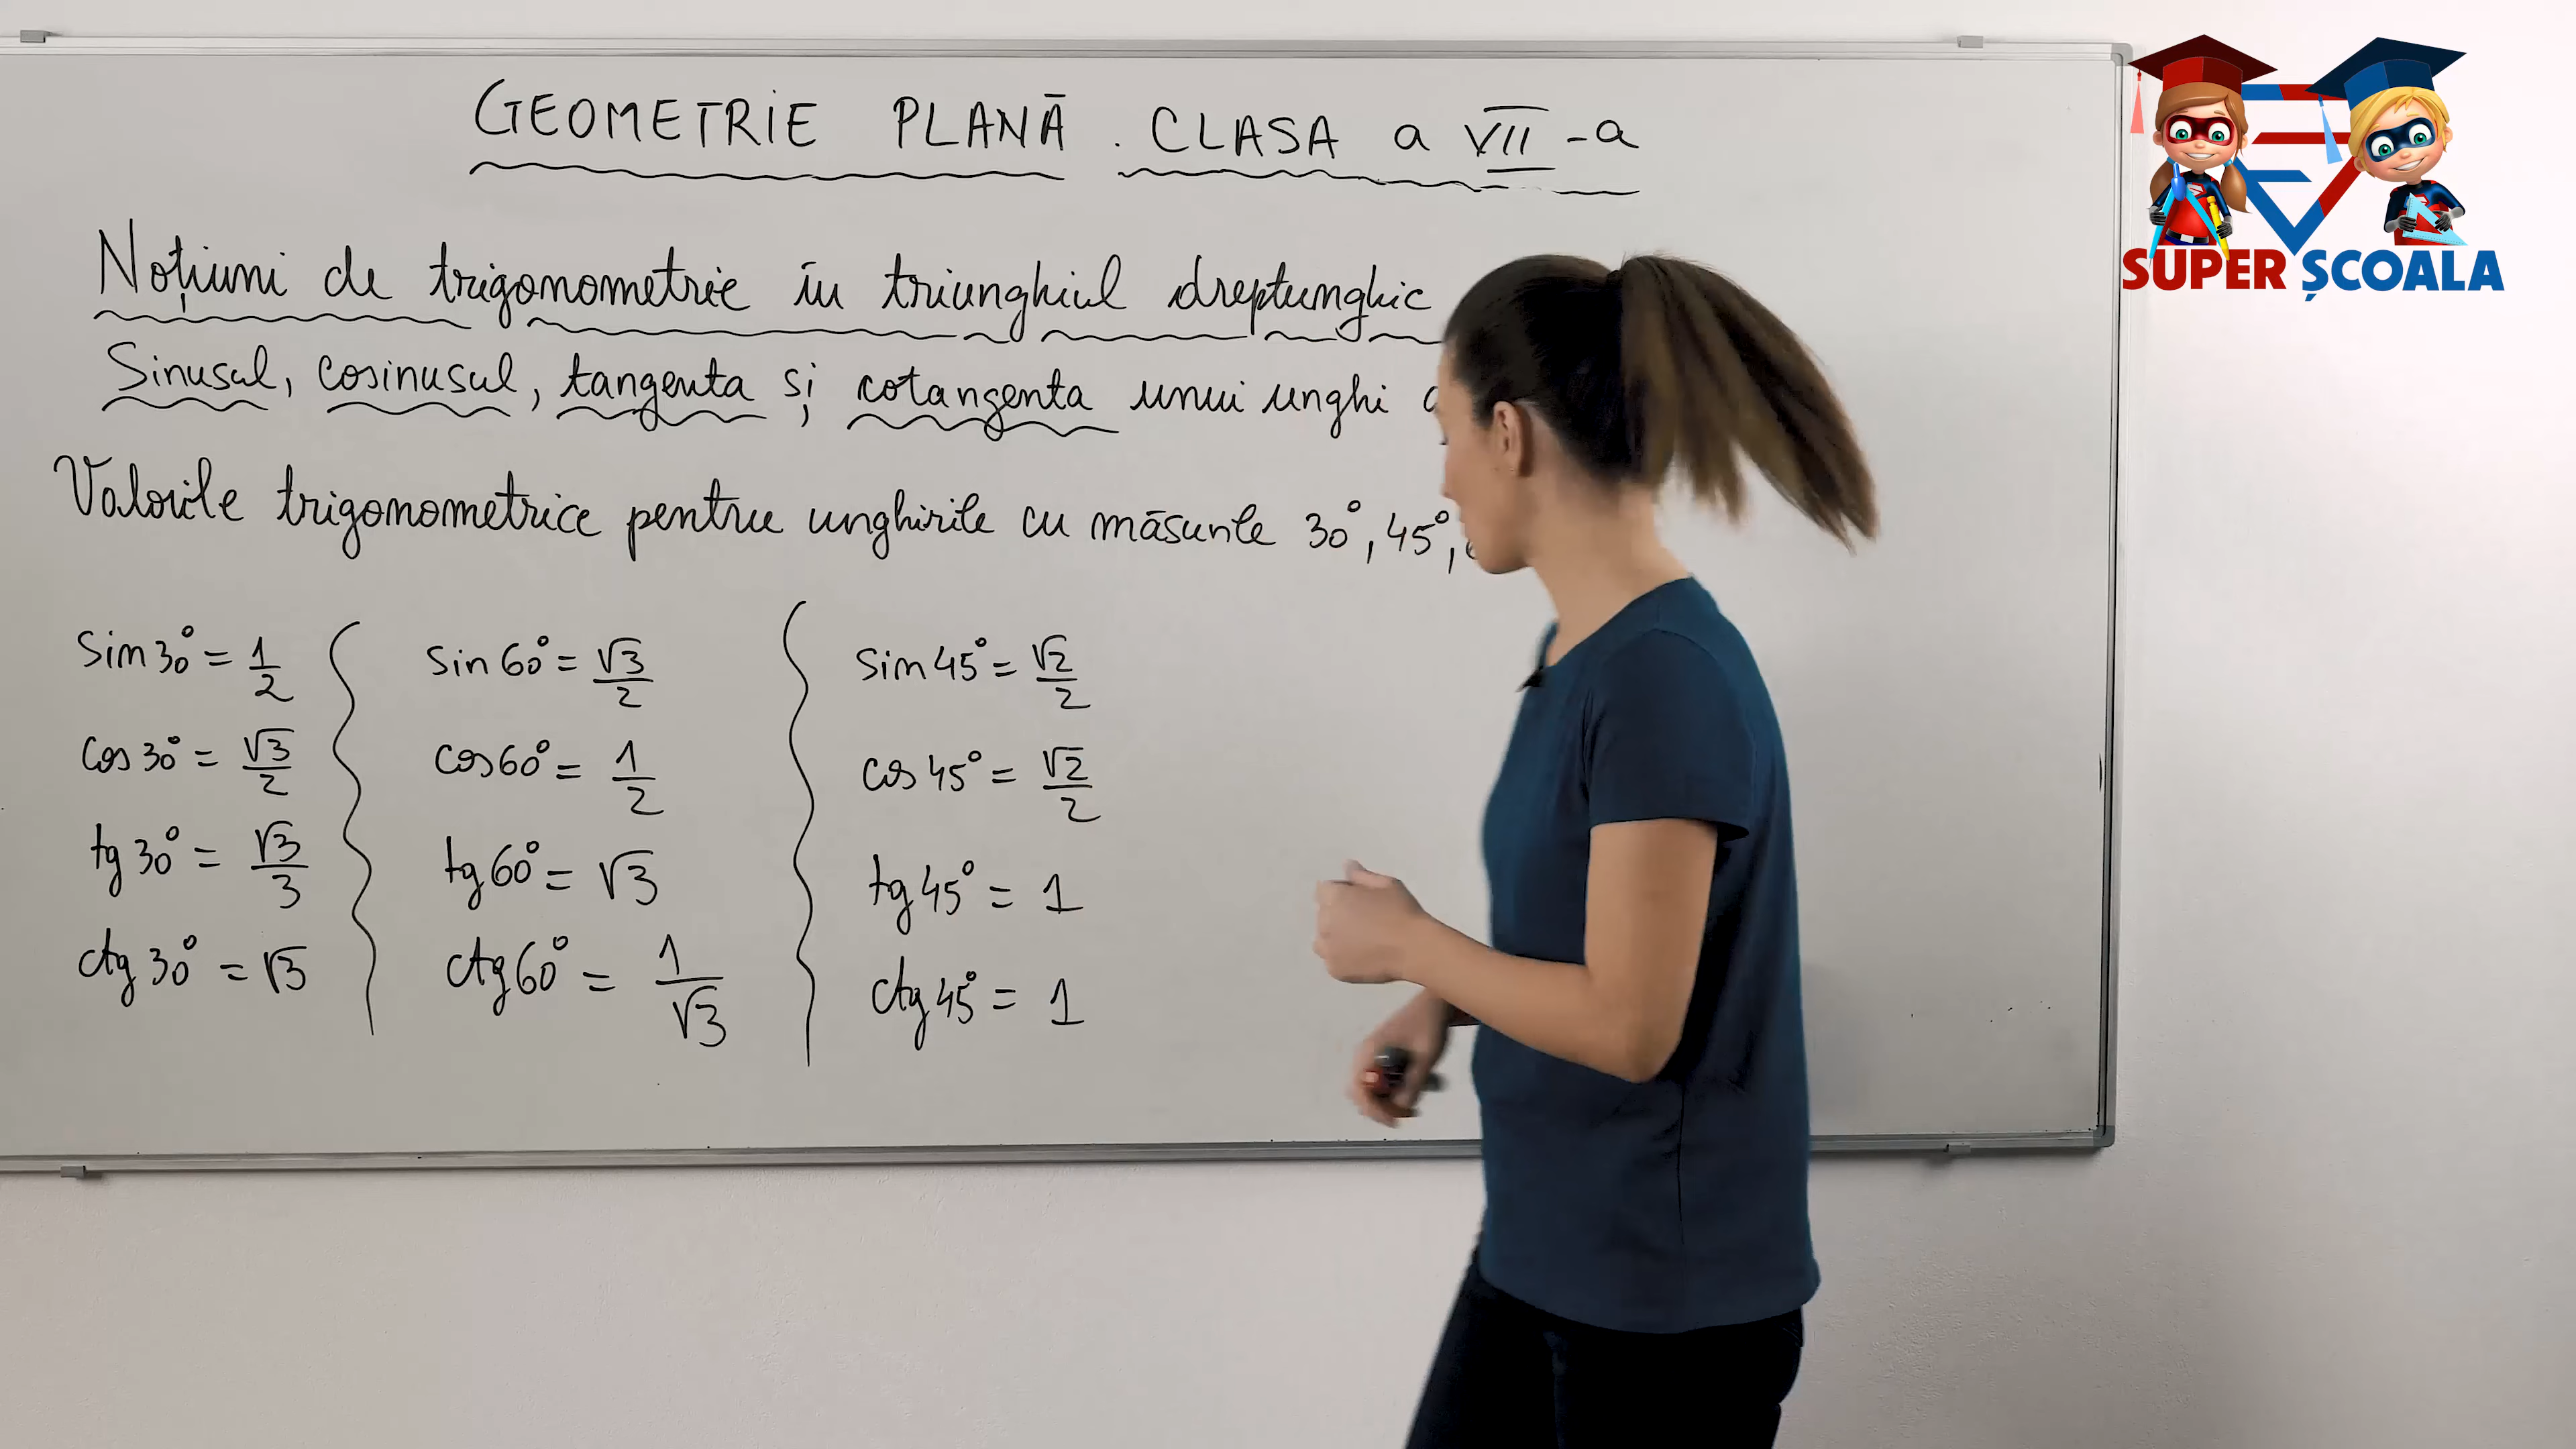 GEOMETRIE PLANĂ. CLASA a VII-a
SUPER ȘCOALA
Noțiuni de trigonometrie în triunghiul dreptunghic
Sinusul, cosinusul, tangenta și cotangenta unui unghi
Valorile trigonometrice pentru unghirile cu măsurile 30°, 45°,
sin 30° = 1/2
cos 30° = √3/2
tg 30° = √3/3
ctg 30° = √3
sin 60° = √3/2
cos 60° = 1/2
tg 60° = √3
ctg 60° = 1/√3
sin 45° = √2/2
cos 45° = √2/2
tg 45° = 1
ctg 45° = 1